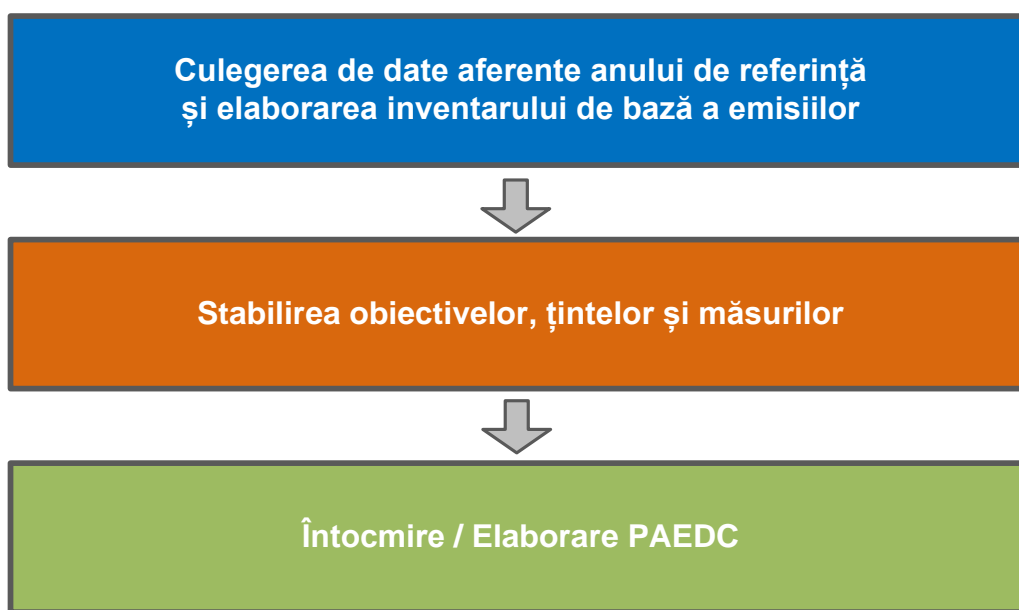 Culegerea de date aferente anului de referință
și elaborarea inventarului de bază a emisiilor
Stabilirea obiectivelor, țintelor și măsurilor
Întocmire / Elaborare PAEDC